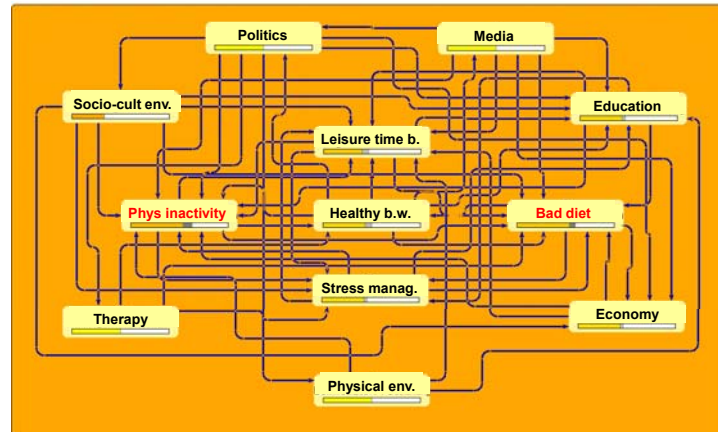 Politics
Media
Socio-cult env.
Education
Leisure time b.
Phys inactivity
Healthy b.w.
Bad diet
Stress manag.
Therapy
Economy
Physical env.